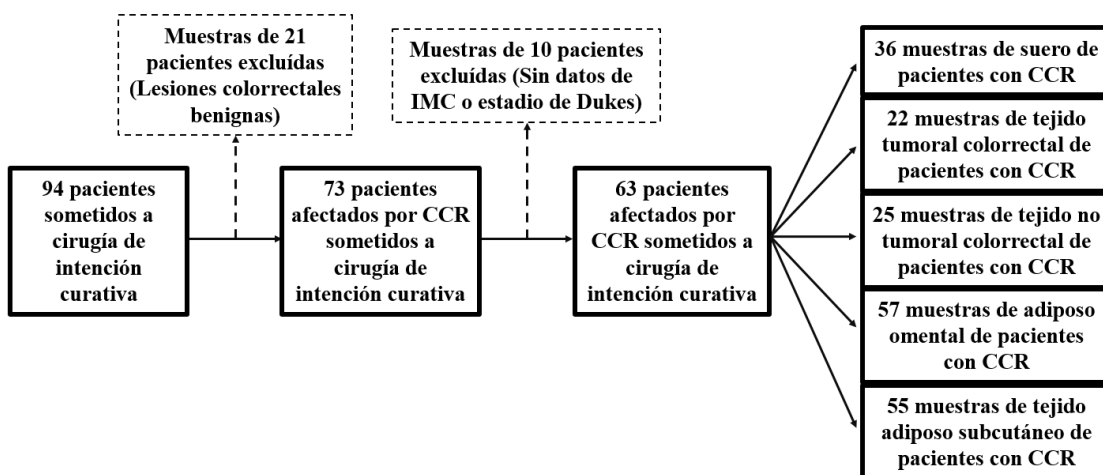 Muestras de 21
pacientes excluídas
(Lesiones colorrectales
benignas)
Muestras de 10 pacientes
excluídas (Sin datos de
IMC o estadio de Dukes)
94 pacientes
sometidos a
cirugía de
intención
curativa
73 pacientes
afectados por CCR
sometidos a
cirugía de
intención curativa
63 pacientes
afectados por
CCR sometidos a
cirugía de
intención curativa
36 muestras de suero de
pacientes con CCR
22 muestras de tejido
tumoral colorrectal de
pacientes con CCR
25 muestras de tejido no
tumoral colorrectal de
pacientes con CCR
57 muestras de adiposo
omental de pacientes
con CCR
55 muestras de tejido
adiposo subcutáneo de
pacientes con CCR